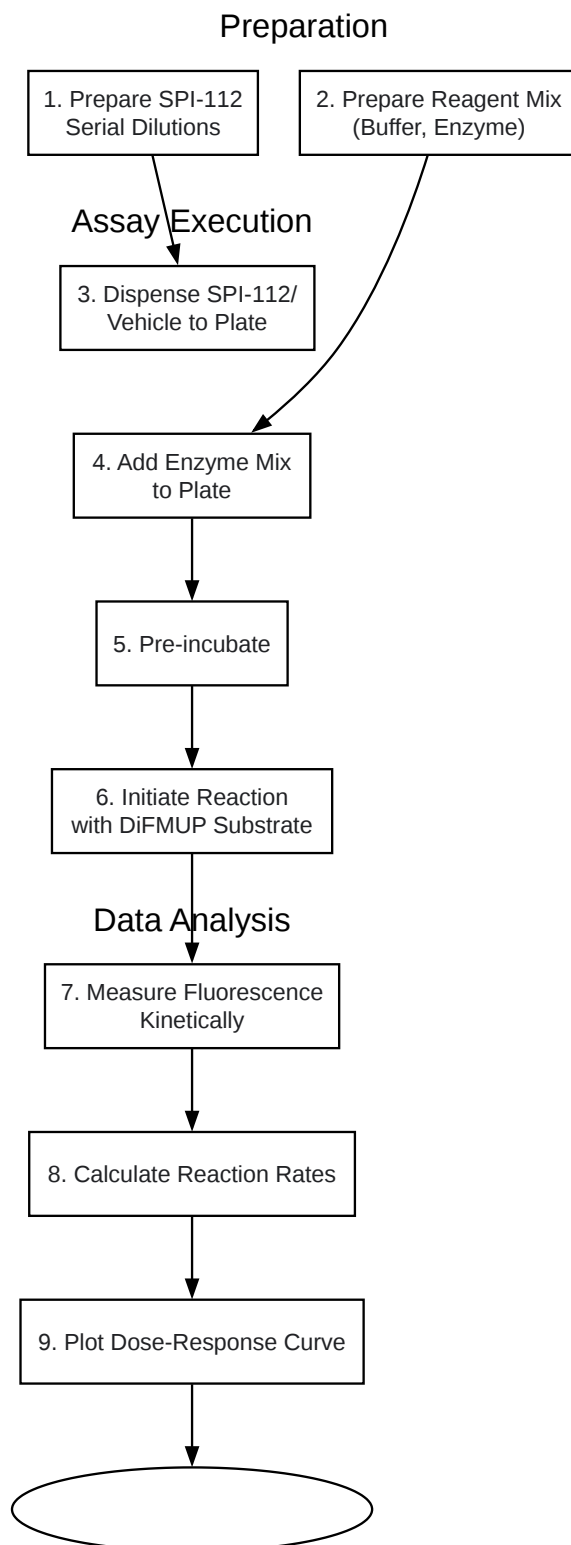 Preparation
1. Prepare SPI-112
Serial Dilutions
2. Prepare Reagent Mix
(Buffer, Enzyme)
Assay Execution
3. Dispense SPI-112/
Vehicle to Plate
4. Add Enzyme Mix
to Plate
5. Pre-incubate
6. Initiate Reaction
with DiFMUP Substrate
Data Analysis
7. Measure Fluorescence
Kinetically
8. Calculate Reaction Rates
9. Plot Dose-Response Curve